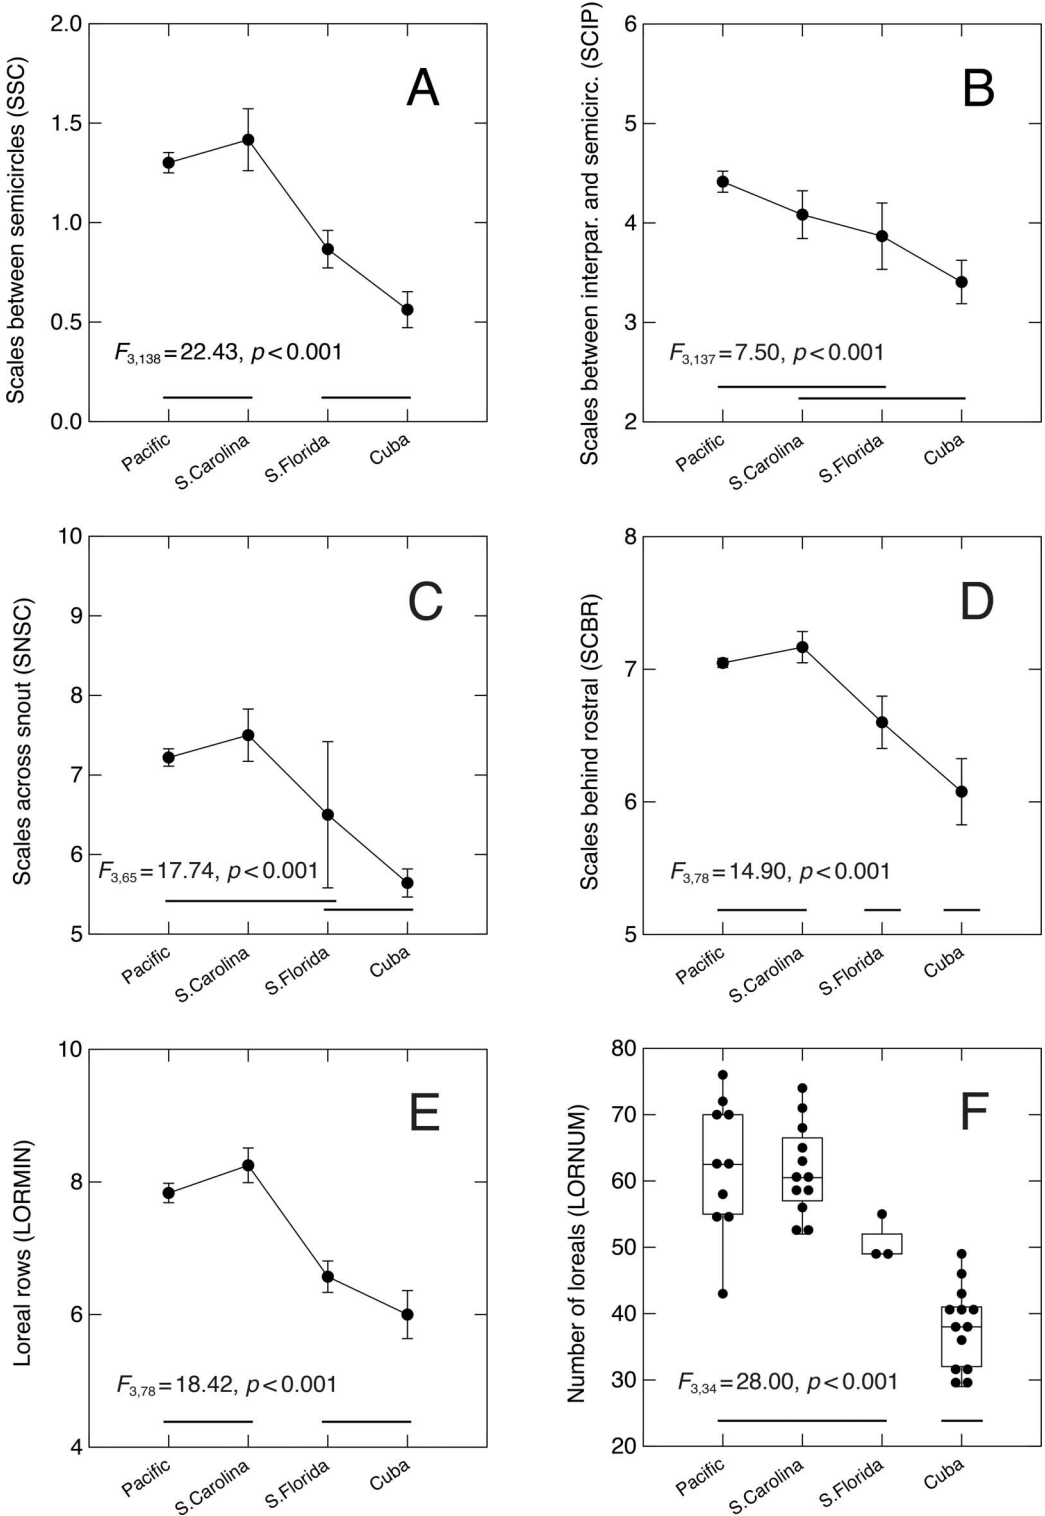 Scales between semicircles (SSC)
2.0
1.5
1.0
0.5
0.0
A
F3,138=22.43, p<0.001
Pacific
S.Carolina
S.Florida
Cuba
Scales between interpar. and semicirc. (SCIP)
6
5
4
3
2
B
F3,137=7.50, p<0.001
Pacific
S.Carolina
S.Florida
Cuba
Scales across snout (SNSC)
10
9
8
7
6
5
C
F3,65=17.74, p<0.001
Pacific
S.Carolina
S.Florida
Cuba
Scales behind rostral (SCBR)
8
7
6
5
D
F3,78=14.90, p<0.001
Pacific
S.Carolina
S.Florida
Cuba
Loreal rows (LORMIN)
10
8
6
4
E
F3,78=18.42, p<0.001
Pacific
S.Carolina
S.Florida
Cuba
Number of loreals (LORNUM)
80
70
60
50
40
30
20
F
F3,34=28.00, p<0.001
Pacific
S.Carolina
S.Florida
Cuba